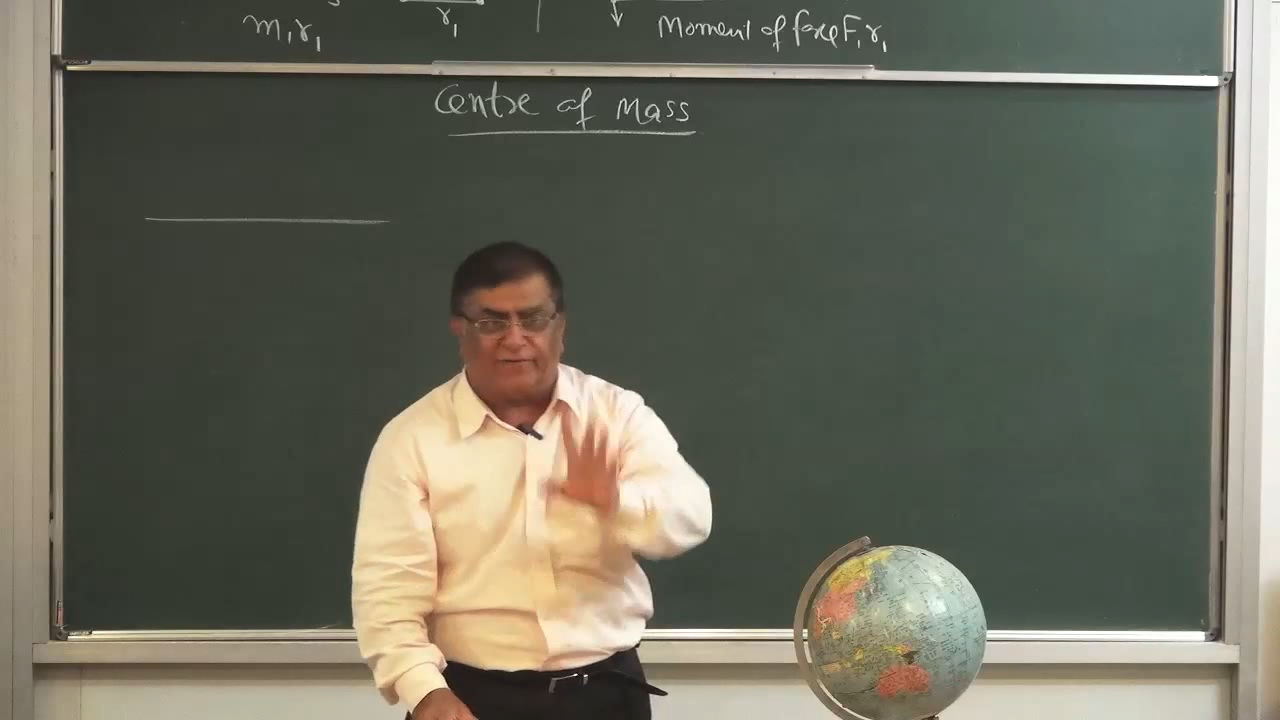 m₁r₁
r₁
Moment of force F₁r₁
Centre of Mass